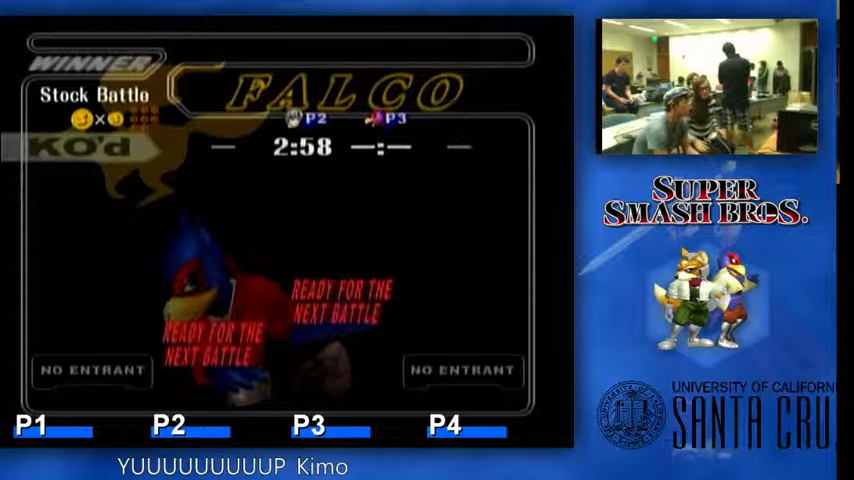 WINNER
FALCO
Stock Battle
×
P2
P3
KO'd
2:58
—:—
READY FOR THE
NEXT BATTLE
READY FOR THE
NEXT BATTLE
NO ENTRANT
NO ENTRANT
P1
P2
P3
P4
YUUUUUUUUUP Kimo
SUPER
SMASH BROS.
UNIVERSITY OF CALIFORN
SANTA CRU